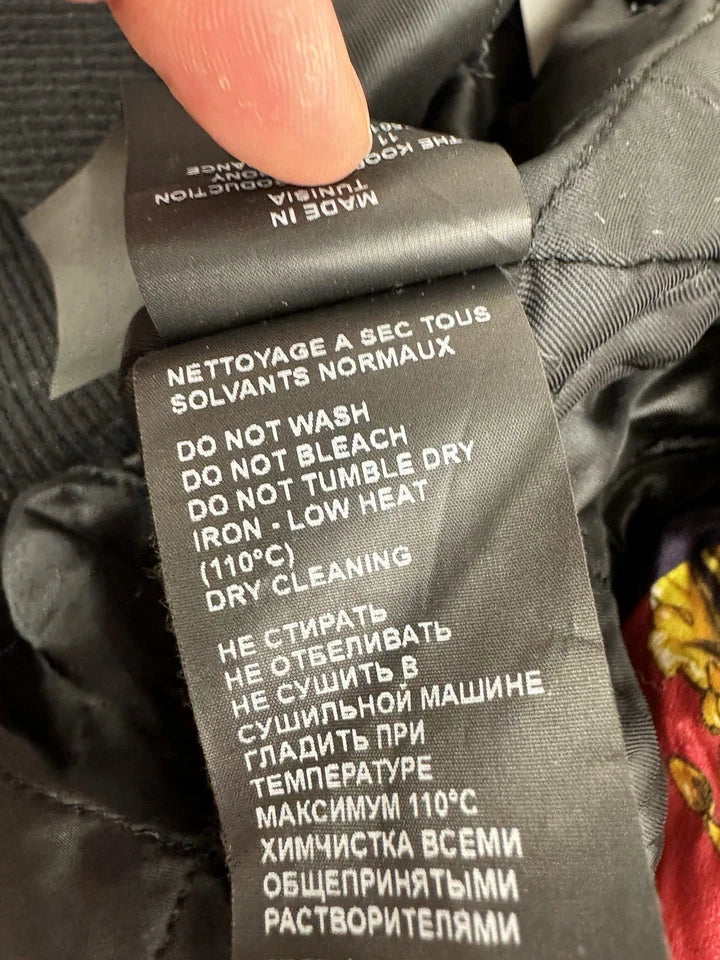 MADE IN
TUNISIA
THE
11
NETTOYAGE A SEC TOUS
SOLVANTS NORMAUX
DO NOT WASH
DO NOT BLEACH
DO NOT TUMBLE DRY
IRON - LOW HEAT
(110°C)
DRY CLEANING
НЕ СТИРАТЬ
НЕ ОТБЕЛИВАТЬ
НЕ СУШИТЬ В
СУШИЛЬНОЙ МАШИНЕ
ГЛАДИТЬ ПРИ
ТЕМПЕРАТУРЕ
МАКСИМУМ 110°С
ХИМЧИСТКА ВСЕМИ
ОБЩЕПРИНЯТЫМИ
РАСТВОРИТЕЛЯМИ